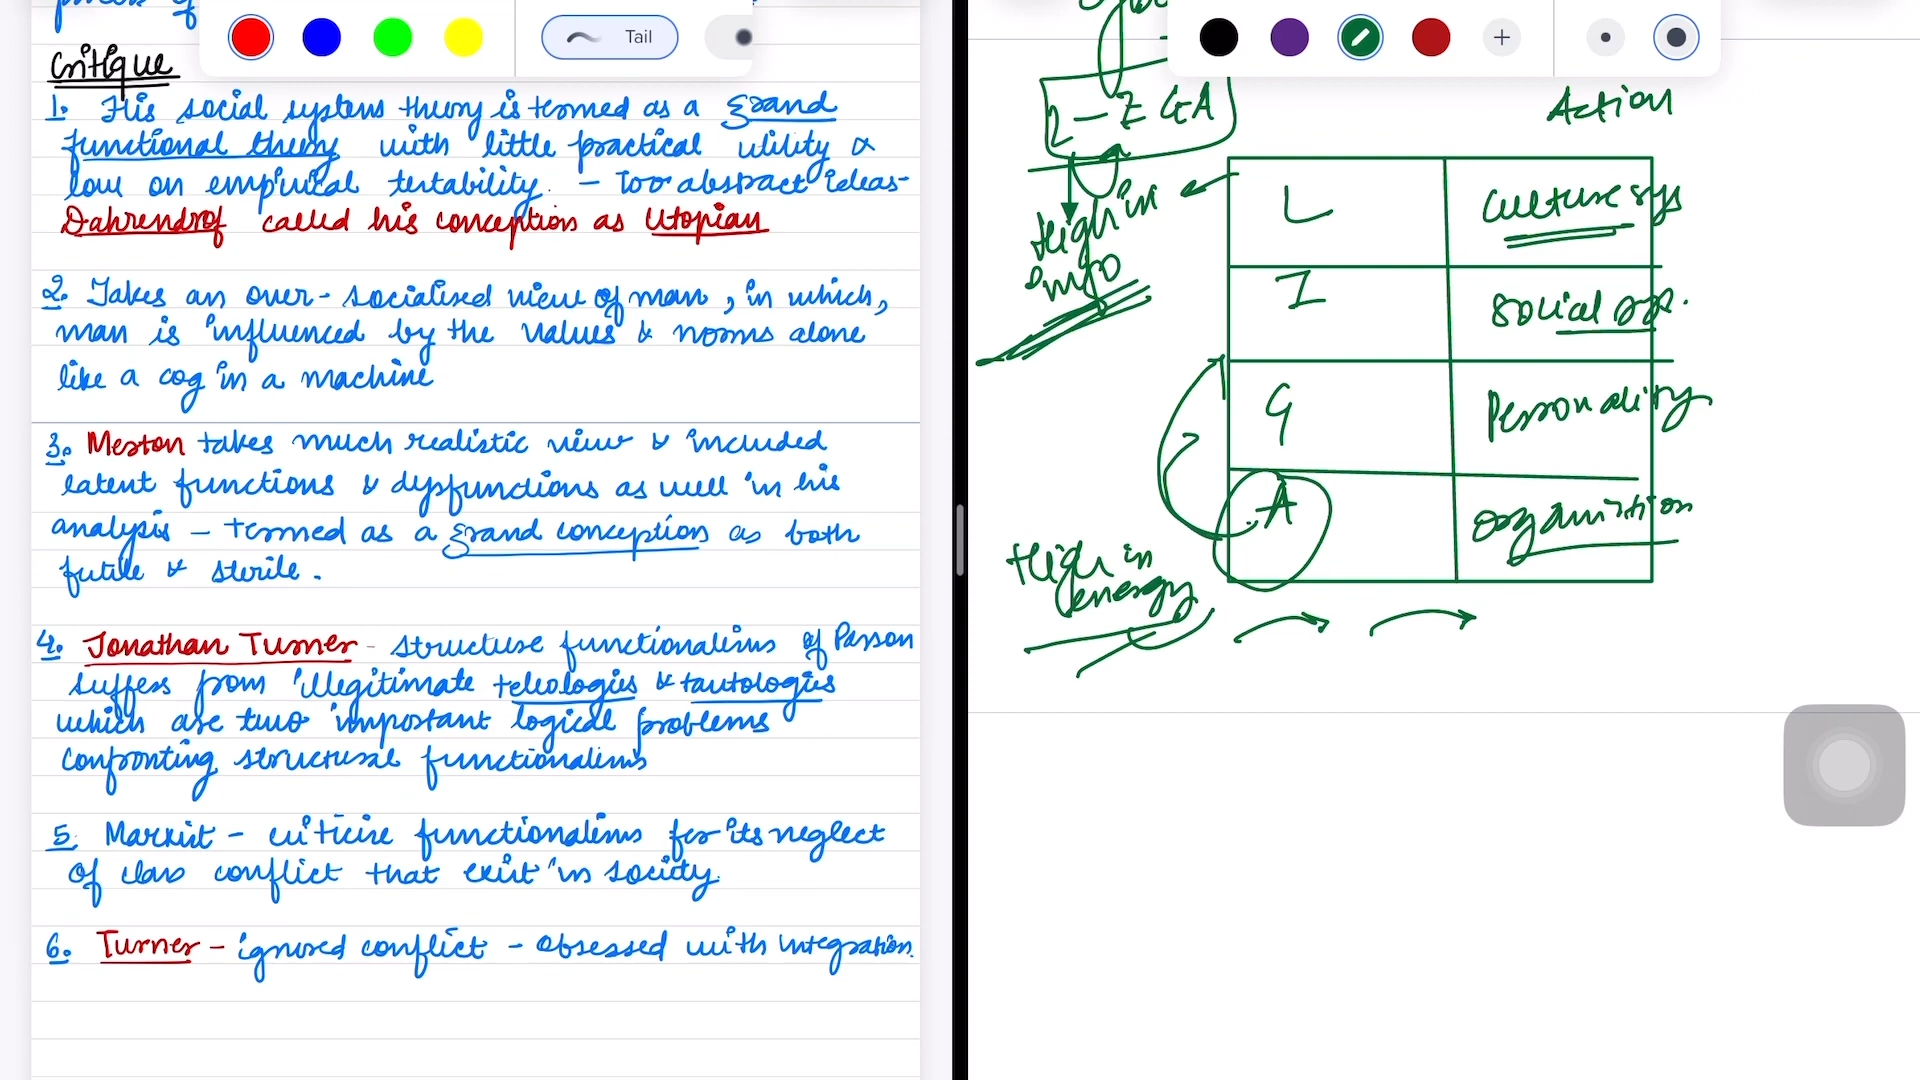 Critique
Tail
1. His social systems theory is termed as a grand
functional theory with little practical utility &
low on empirical testability. - Too abstract ideas-
Dahrendrof called his conception as Utopian
2. Takes an over-socialised view of man, in which,
man is influenced by the values & norms alone
like a cog in a machine
3. Merton takes much realistic view & included
latent functions & dysfunctions as well in his
analysis - termed as a grand conception as both
futile & sterile.
4. Jonathan Turner - structure functionalism of Parson
suffers from illegitimate teleologies & tautologies
which are two important logical problems
confronting structural functionalism
5. Marxist - criticise functionalism for its neglect
of class conflict that exist in society.
6. Turner - ignored conflict - obsessed with integration.
GA
Action
High in
info
L
Culture sys
I
Social sys.
G
Personality
A
Organisation
High in
energy